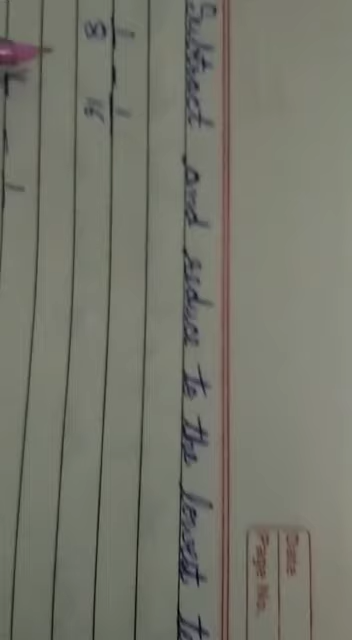 Date
Page No.
Subtract and reduce to the lowest
1/8 - 1/16